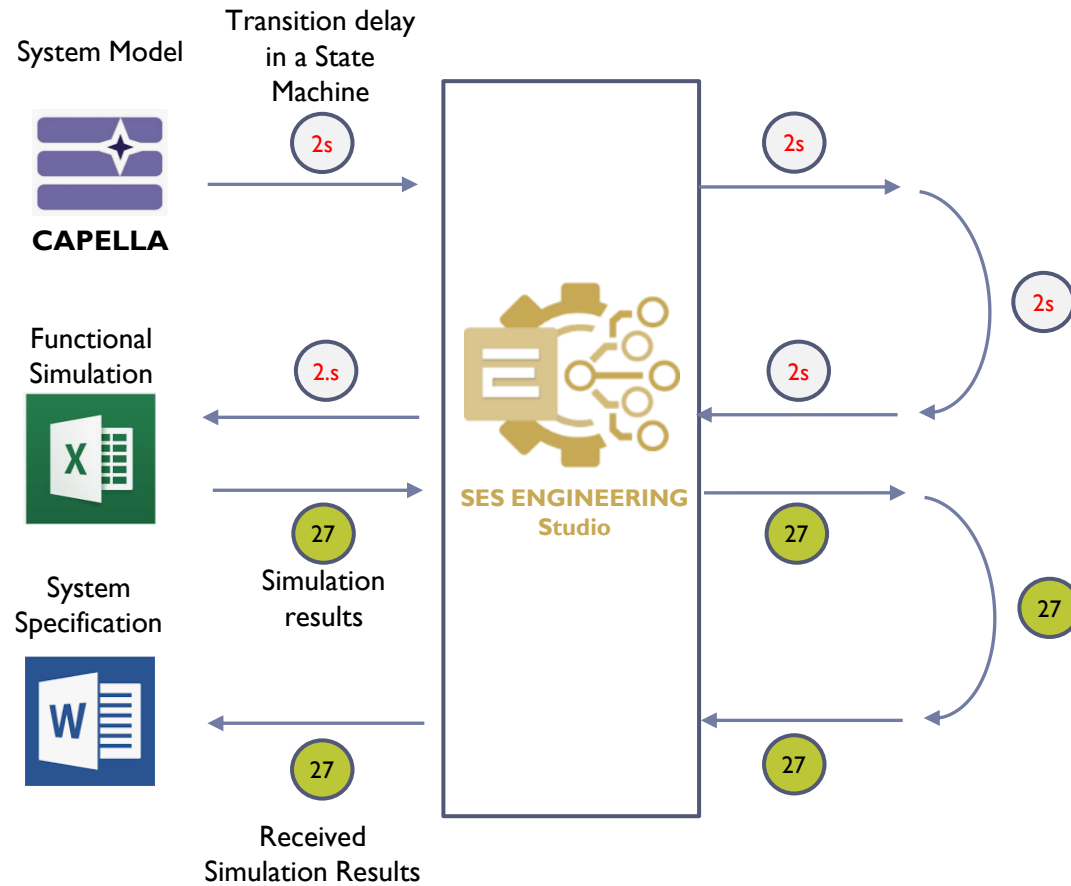 System Model
Transition delay
in a State
Machine
2s
2s
CAPELLA
2s
Functional
Simulation
2.s
2s
X
SES ENGINEERING
Studio
27
27
Simulation
results
System
Specification
27
W
27
27
Received
Simulation Results